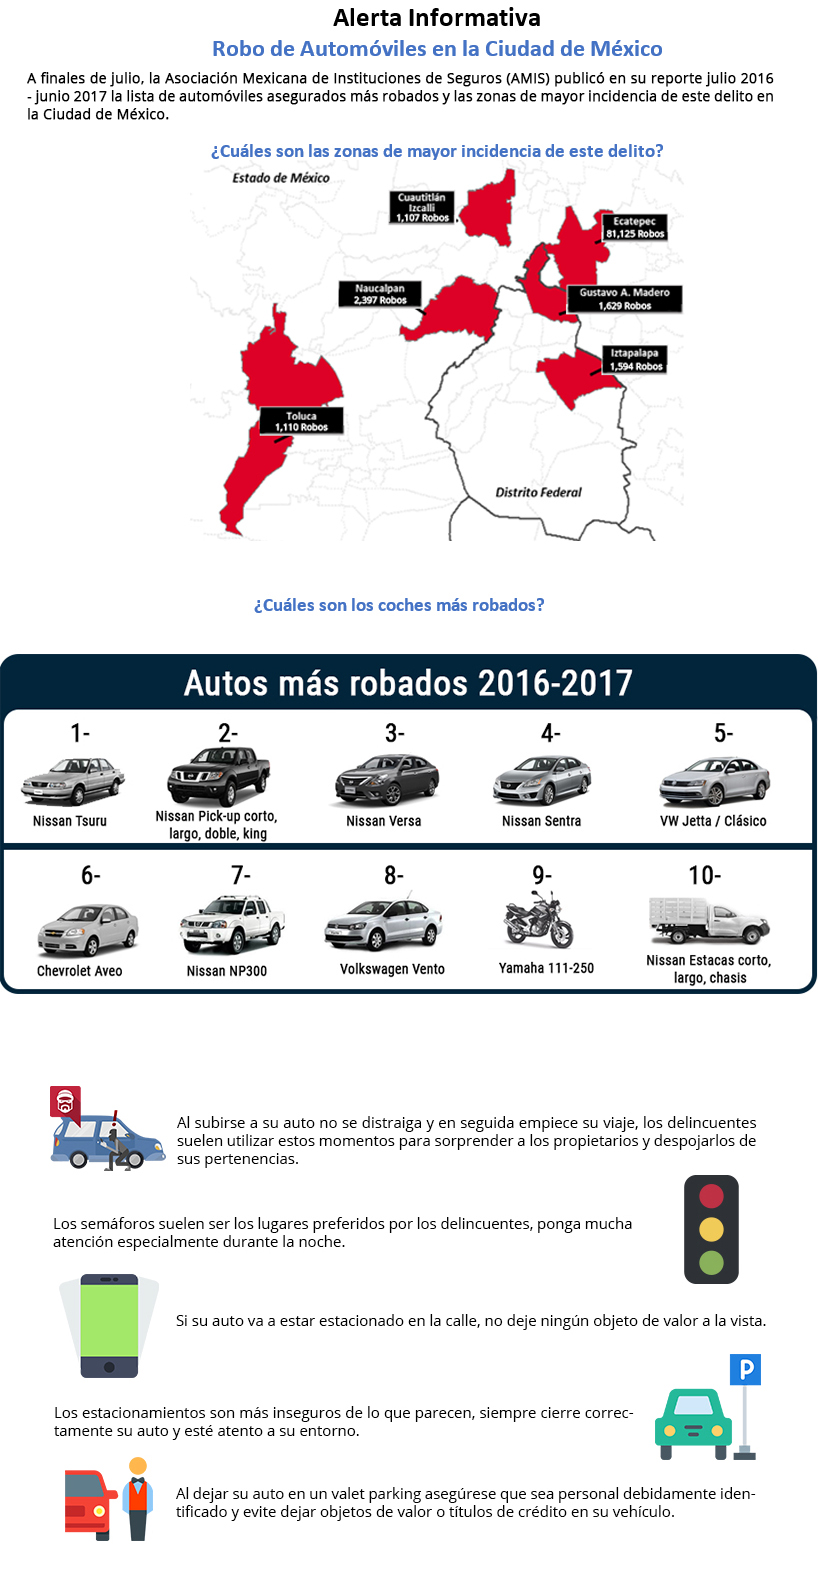 Alerta Informativa
Robo de Automóviles en la Ciudad de México
A finales de julio, la Asociación Mexicana de Instituciones de Seguros (AMIS) publicó en su reporte julio 2016
- junio 2017 la lista de automóviles asegurados más robados y las zonas de mayor incidencia de este delito en
la Ciudad de México.
¿Cuáles son las zonas de mayor incidencia de este delito?
Estado de México
Cuautitlán
Izcalli
1,107 Robos
Ecatepec
81,125 Robos
Naucalpan
2,397 Robos
Gustavo A. Madero
1,629 Robos
Iztapalapa
1,594 Robos
Toluca
1,110 Robos
Distrito Federal
¿Cuáles son los coches más robados?
Autos más robados 2016-2017
1-
2-
3-
4-
5-
Nissan Tsuru
Nissan Pick-up corto,
largo, doble, king
Nissan Versa
Nissan Sentra
VW Jetta / Clásico
6-
7-
8-
9-
10-
Chevrolet Aveo
Nissan NP300
Volkswagen Vento
Yamaha 111-250
Nissan Estacas corto,
largo, chasis
Al subirse a su auto no se distraiga y en seguida empiece su viaje, los delincuentes
suelen utilizar estos momentos para sorprender a los propietarios y despojarlos de
sus pertenencias.
Los semáforos suelen ser los lugares preferidos por los delincuentes, ponga mucha
atención especialmente durante la noche.
Si su auto va a estar estacionado en la calle, no deje ningún objeto de valor a la vista.
P
Los estacionamientos son más inseguros de lo que parecen, siempre cierre correc-
tamente su auto y esté atento a su entorno.
Al dejar su auto en un valet parking asegúrese que sea personal debidamente iden-
tificado y evite dejar objetos de valor o títulos de crédito en su vehículo.